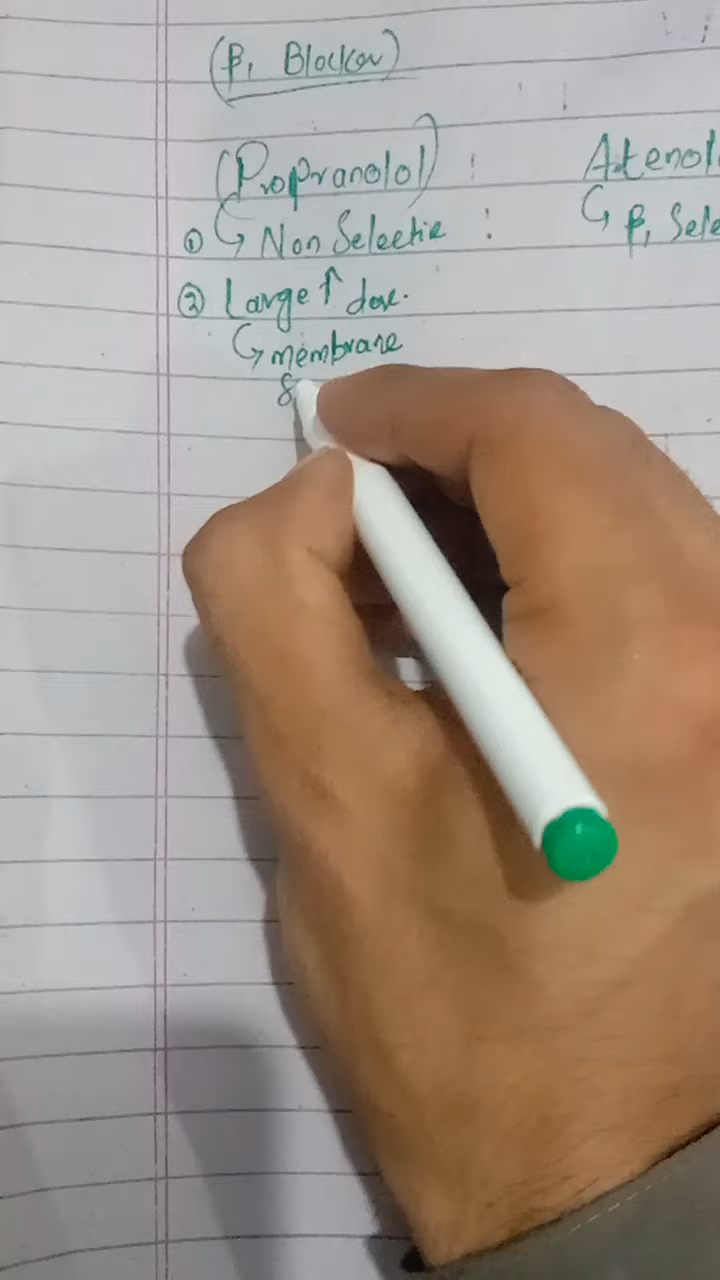 (β₁ Blocker)
(Propranolol) : Atenol
① ↳ Non Selectie : ↳ β₁ Sele
② Large ↑ dose.
↳ membrane